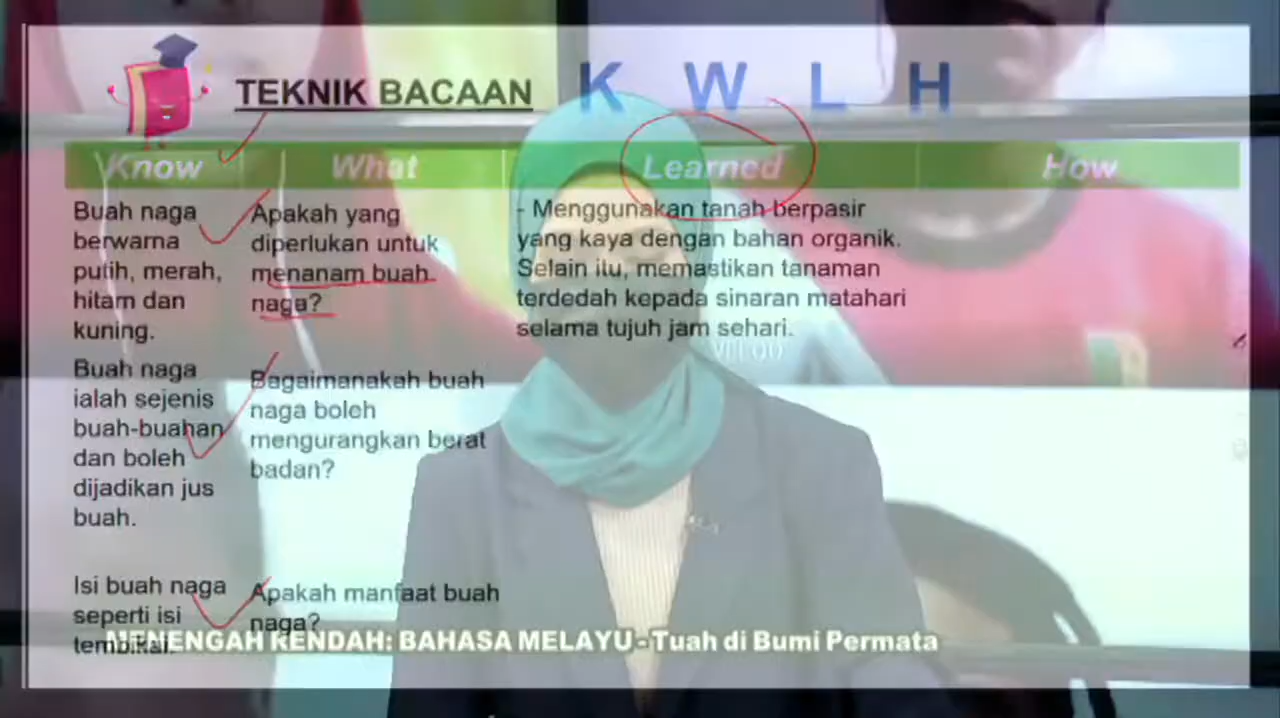 TEKNIK BACAAN K W L H
Know What Learned How
Buah naga
berwarna
putih, merah,
hitam dan
kuning.
Apakah yang
diperlukan untuk
menanam buah
naga?
- Menggunakan tanah berpasir
yang kaya dengan bahan organik.
Selain itu, memastikan tanaman
terdedah kepada sinaran matahari
selama tujuh jam sehari.
Buah naga
ialah sejenis
buah-buahan
dan boleh
dijadikan jus
buah.
Bagaimanakah buah
naga boleh
mengurangkan berat
badan?
Isi buah naga
seperti isi
tembikai.
Apakah manfaat buah
naga?
MENENGAH RENDAH: BAHASA MELAYU - Tuah di Bumi Permata